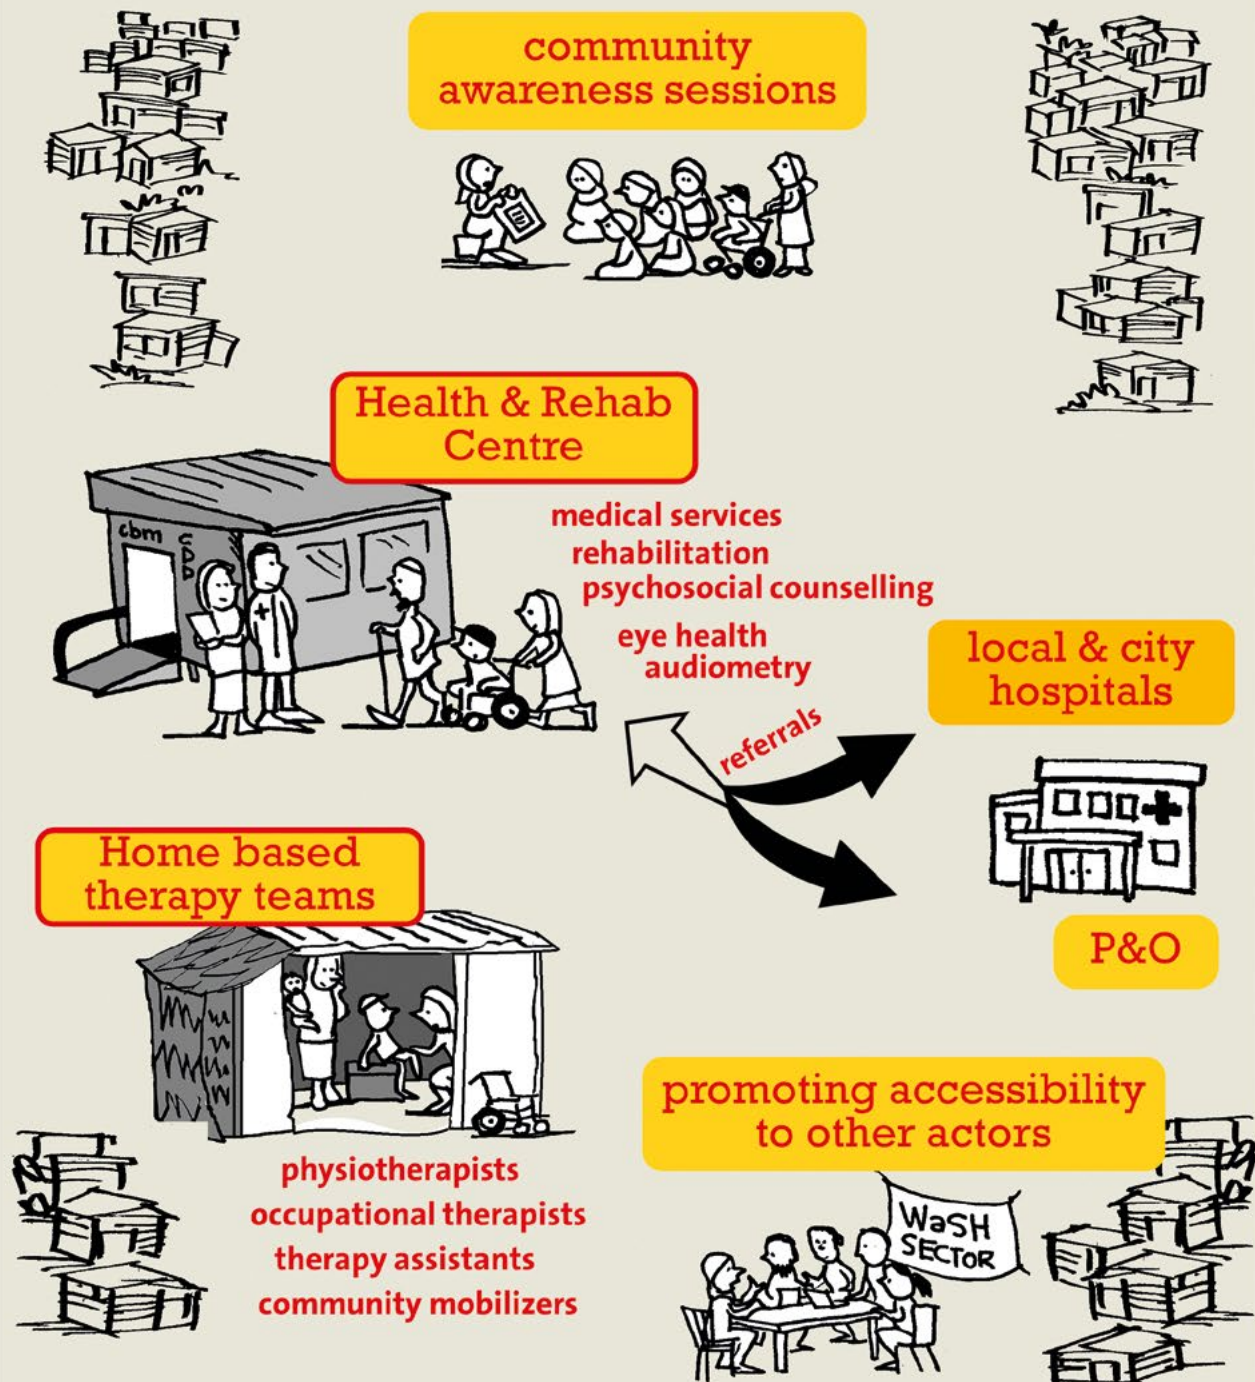 community
awareness sessions
Health & Rehab
Centre
cbm
CDD
medical services
rehabilitation
psychosocial counselling
eye health
audiometry
local & city
hospitals
referrals
Home based
therapy teams
P&O
promoting accessibility
to other actors
physiotherapists
occupational therapists
therapy assistants
community mobilizers
WaSH
SECTOR